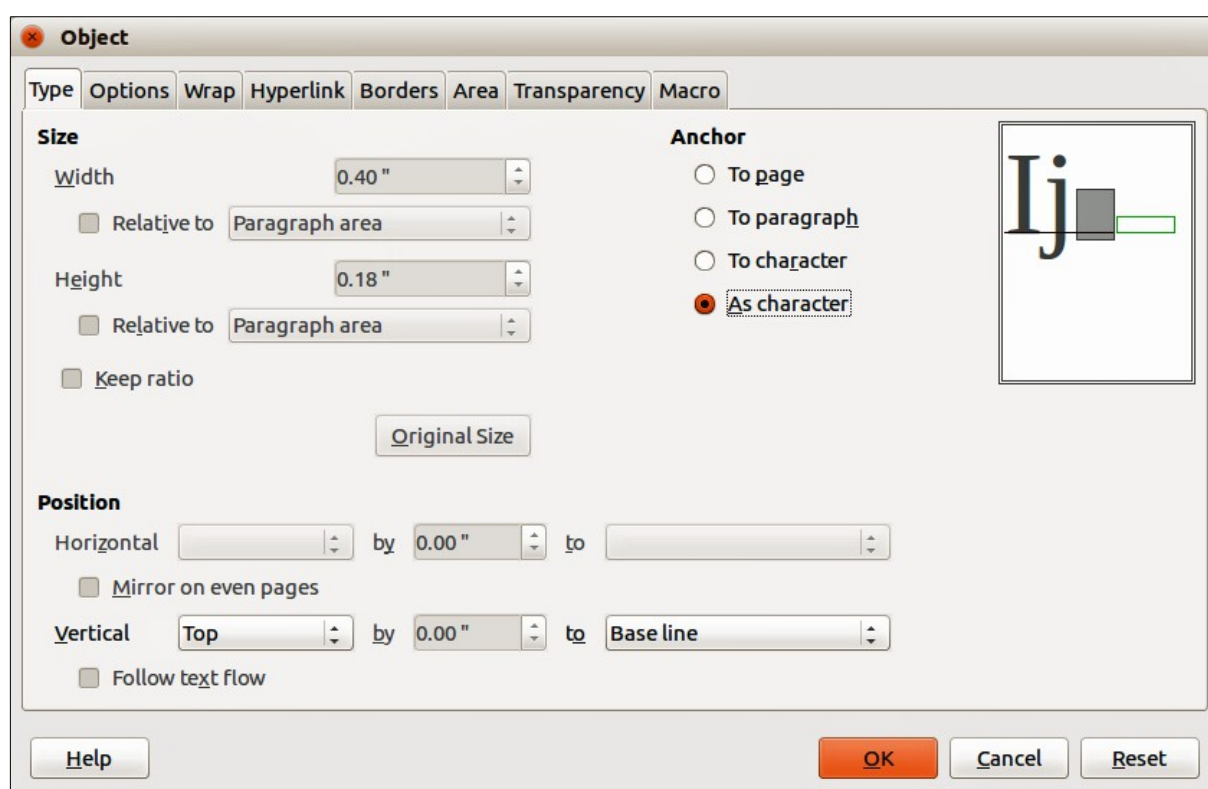 Object
Type Options Wrap Hyperlink Borders Area Transparency Macro
Size
Width 0.40 "
Relative to Paragraph area
Height 0.18 "
Relative to Paragraph area
Keep ratio
Original Size
Anchor
To page
To paragraph
To character
As character
Ij
Position
Horizontal by 0.00 " to
Mirror on even pages
Vertical Top by 0.00 " to Base line
Follow text flow
Help OK Cancel Reset